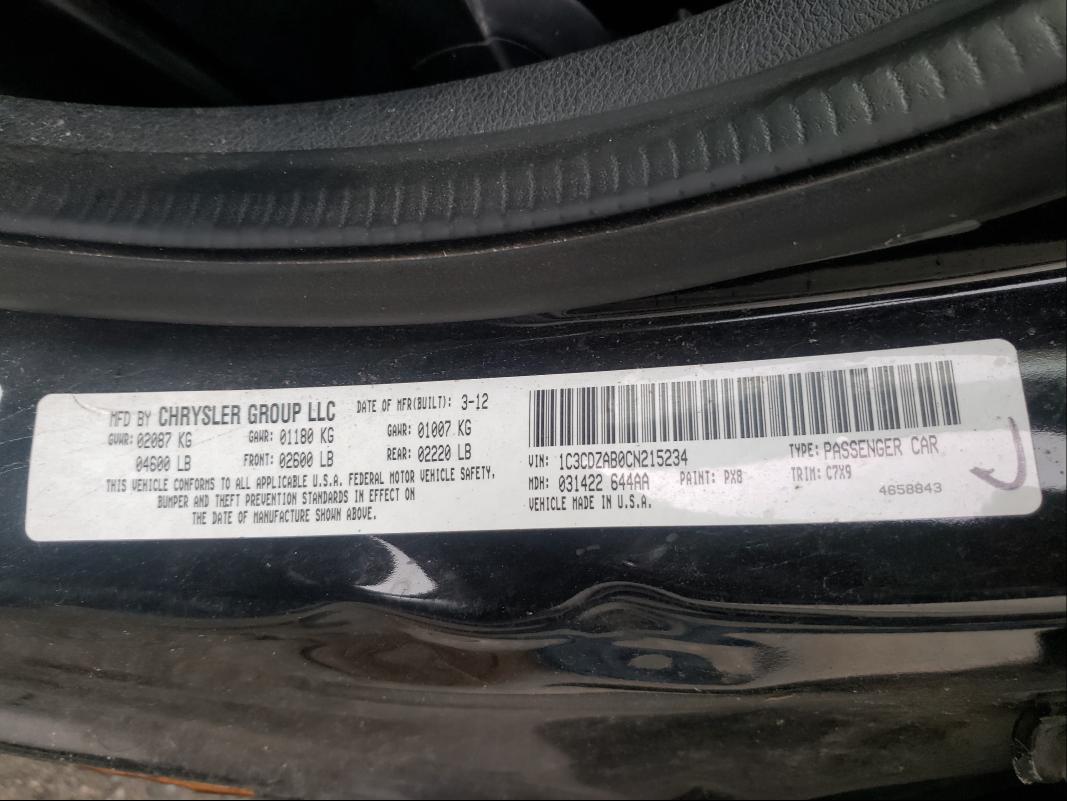 MFD BY CHRYSLER GROUP LLC DATE OF MFR(BUILT): 3-12
GVWR: 02087 KG GAWR: 01180 KG GAWR: 01007 KG
04600 LB FRONT: 02600 LB REAR: 02220 LB
THIS VEHICLE CONFORMS TO ALL APPLICABLE U.S.A. FEDERAL MOTOR VEHICLE SAFETY,
BUMPER AND THEFT PREVENTION STANDARDS IN EFFECT ON
THE DATE OF MANUFACTURE SHOWN ABOVE.
VIN: 1C3CDZAB0CN215234 TYPE: PASSENGER CAR
MDH: 031422 644AA PAINT: PX8 TRIM: C7X9
VEHICLE MADE IN U.S.A. 4658843